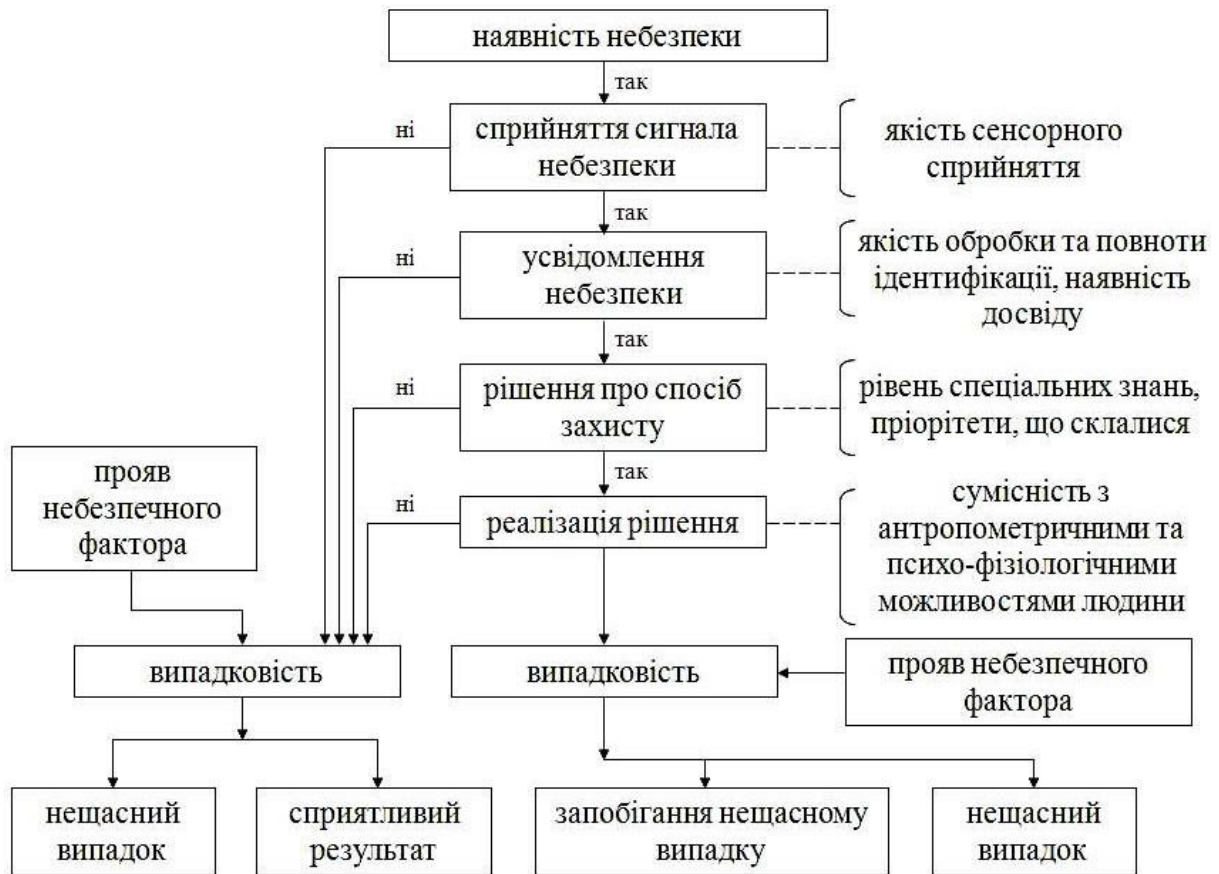 наявність небезпеки
так
ні
сприйняття сигнала
небезпеки
якість сенсорного
сприйняття
так
ні
усвідомлення
небезпеки
якість обробки та повноти
ідентифікації, наявність
досвіду
так
ні
рішення про спосіб
захисту
рівень спеціальних знань,
пріорітети, що склалися
так
прояв
небезпечного
фактора
ні
реалізація рішення
сумісність з
антропометричними та
психо-фізіологічними
можливостями людини
випадковість
випадковість
прояв небезпечного
фактора
нещасний
випадок
сприятливий
результат
запобігання нещасному
випадку
нещасний
випадок